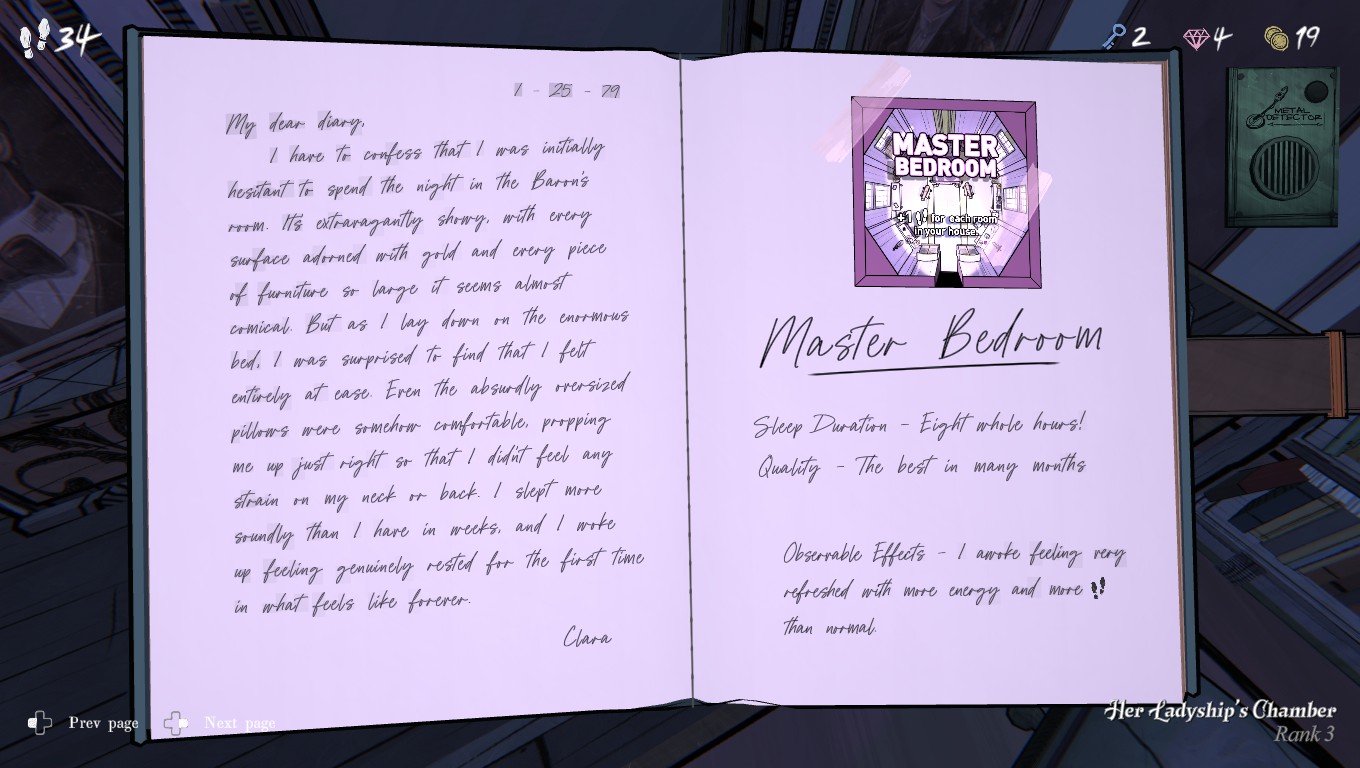 34
2
4
19
METAL
DETECTOR
1 - 25 - 79
My dear diary,
I have to confess that I was initially
hesitant to spend the night in the Baron's
room. It's extravagantly showy, with every
surface adorned with gold and every piece
of furniture so large it seems almost
comical. But as I lay down on the enormous
bed, I was surprised to find that I felt
entirely at ease. Even the absurdly oversized
pillows were somehow comfortable, propping
me up just right so that I didn't feel any
strain on my neck or back. I slept more
soundly than I have in weeks, and I woke
up feeling genuinely rested for the first time
in what feels like forever.
Clara
MASTER
BEDROOM
+1 for each room
in your house.
Master Bedroom
Sleep Duration - Eight whole hours!
Quality - The best in many months
Observable Effects - I awoke feeling very
refreshed with more energy and more
than normal.
Prev page
Next page
Her Ladyship's Chamber
Rank 3